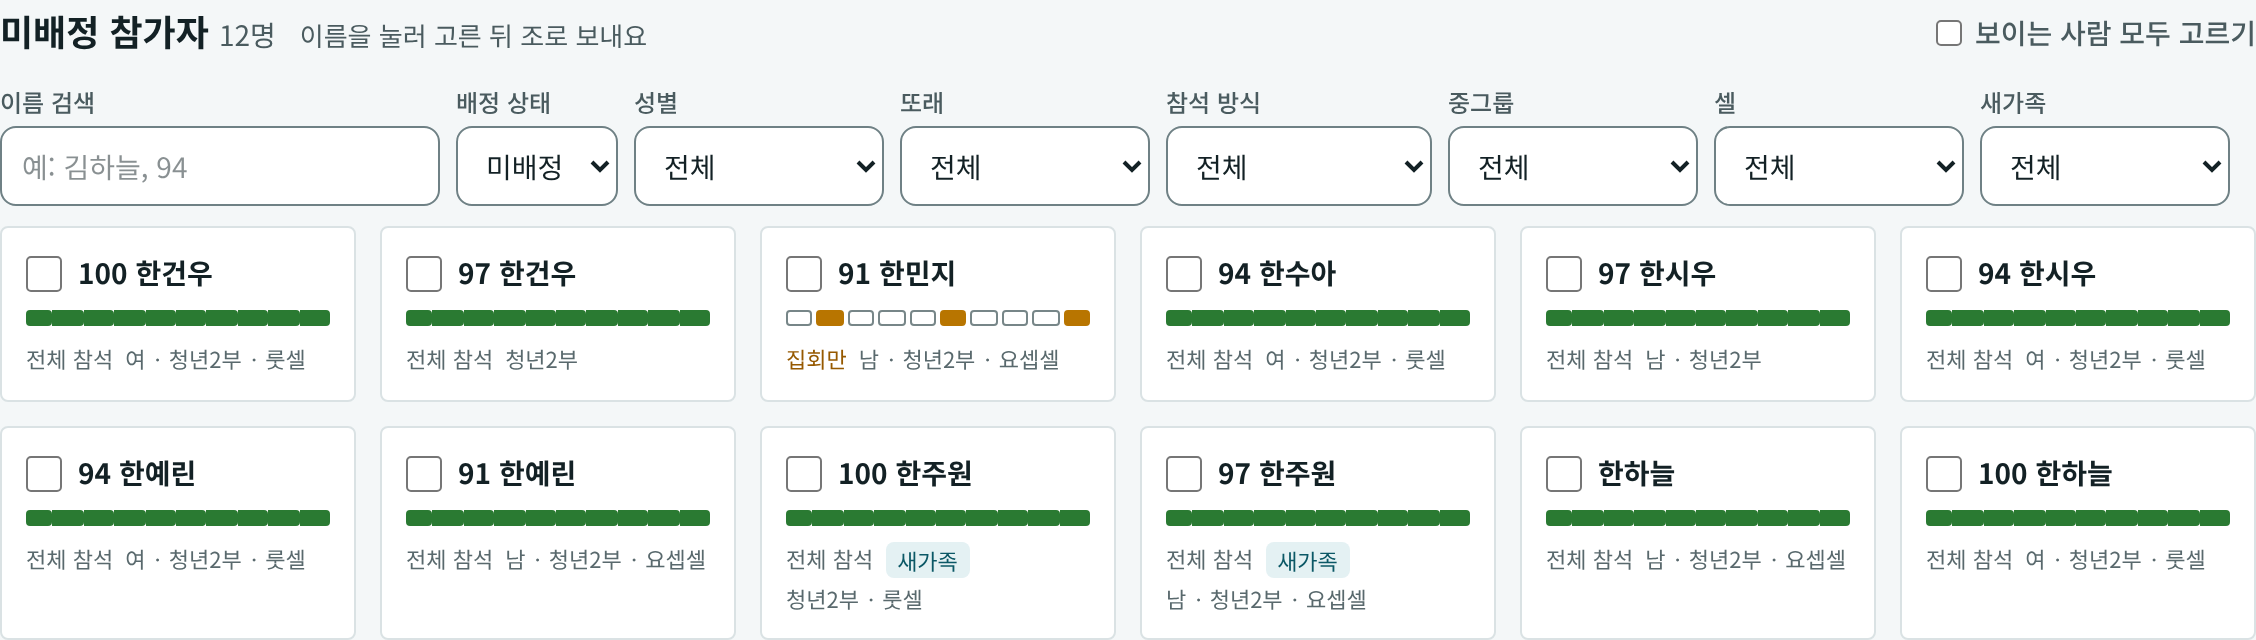 미배정 참가자 12명 이름을 눌러 고른 뒤 조로 보내요
보이는 사람 모두 고르기
이름 검색 배정 상태 성별 또래 참석 방식 중그룹 셀 새가족
예: 김하늘, 94 미배정 전체 전체 전체 전체 전체 전체
100 한건우
전체 참석 여 · 청년2부 · 룻셀
97 한건우
전체 참석 청년2부
91 한민지
집회만 남 · 청년2부 · 요셉셀
94 한수아
전체 참석 여 · 청년2부 · 룻셀
97 한시우
전체 참석 남 · 청년2부
94 한시우
전체 참석 여 · 청년2부 · 룻셀
94 한예린
전체 참석 여 · 청년2부 · 룻셀
91 한예린
전체 참석 남 · 청년2부 · 요셉셀
100 한주원
전체 참석 새가족
청년2부 · 룻셀
97 한주원
전체 참석 새가족
남 · 청년2부 · 요셉셀
한하늘
전체 참석 남 · 청년2부 · 요셉셀
100 한하늘
전체 참석 여 · 청년2부 · 룻셀